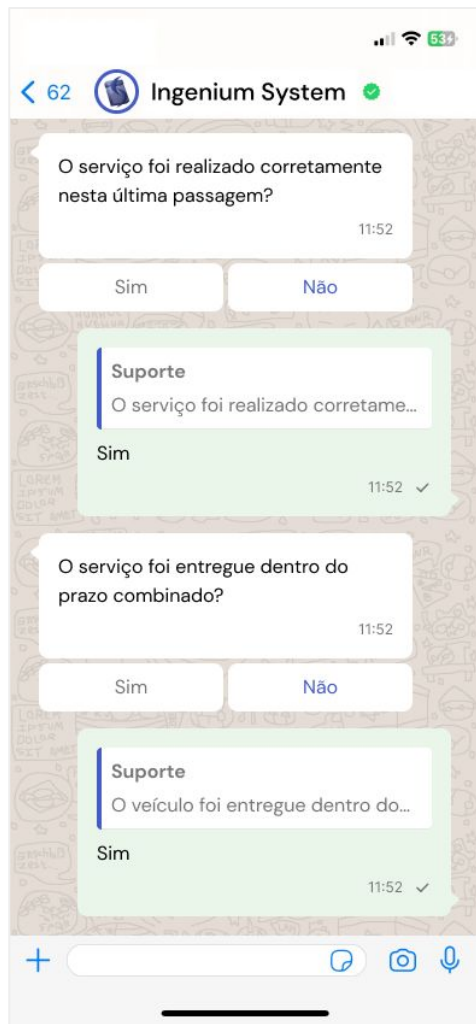 53
62 Ingenium System
O serviço foi realizado corretamente
nesta última passagem?
11:52
Sim Não
Suporte
O serviço foi realizado corretame...
Sim
11:52
O serviço foi entregue dentro do
prazo combinado?
11:52
Sim Não
Suporte
O veículo foi entregue dentro do...
Sim
11:52